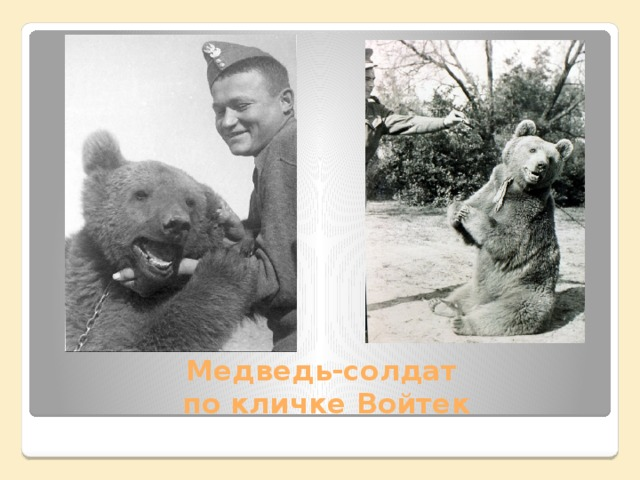 Медведь-солдат
по кличке Войтек